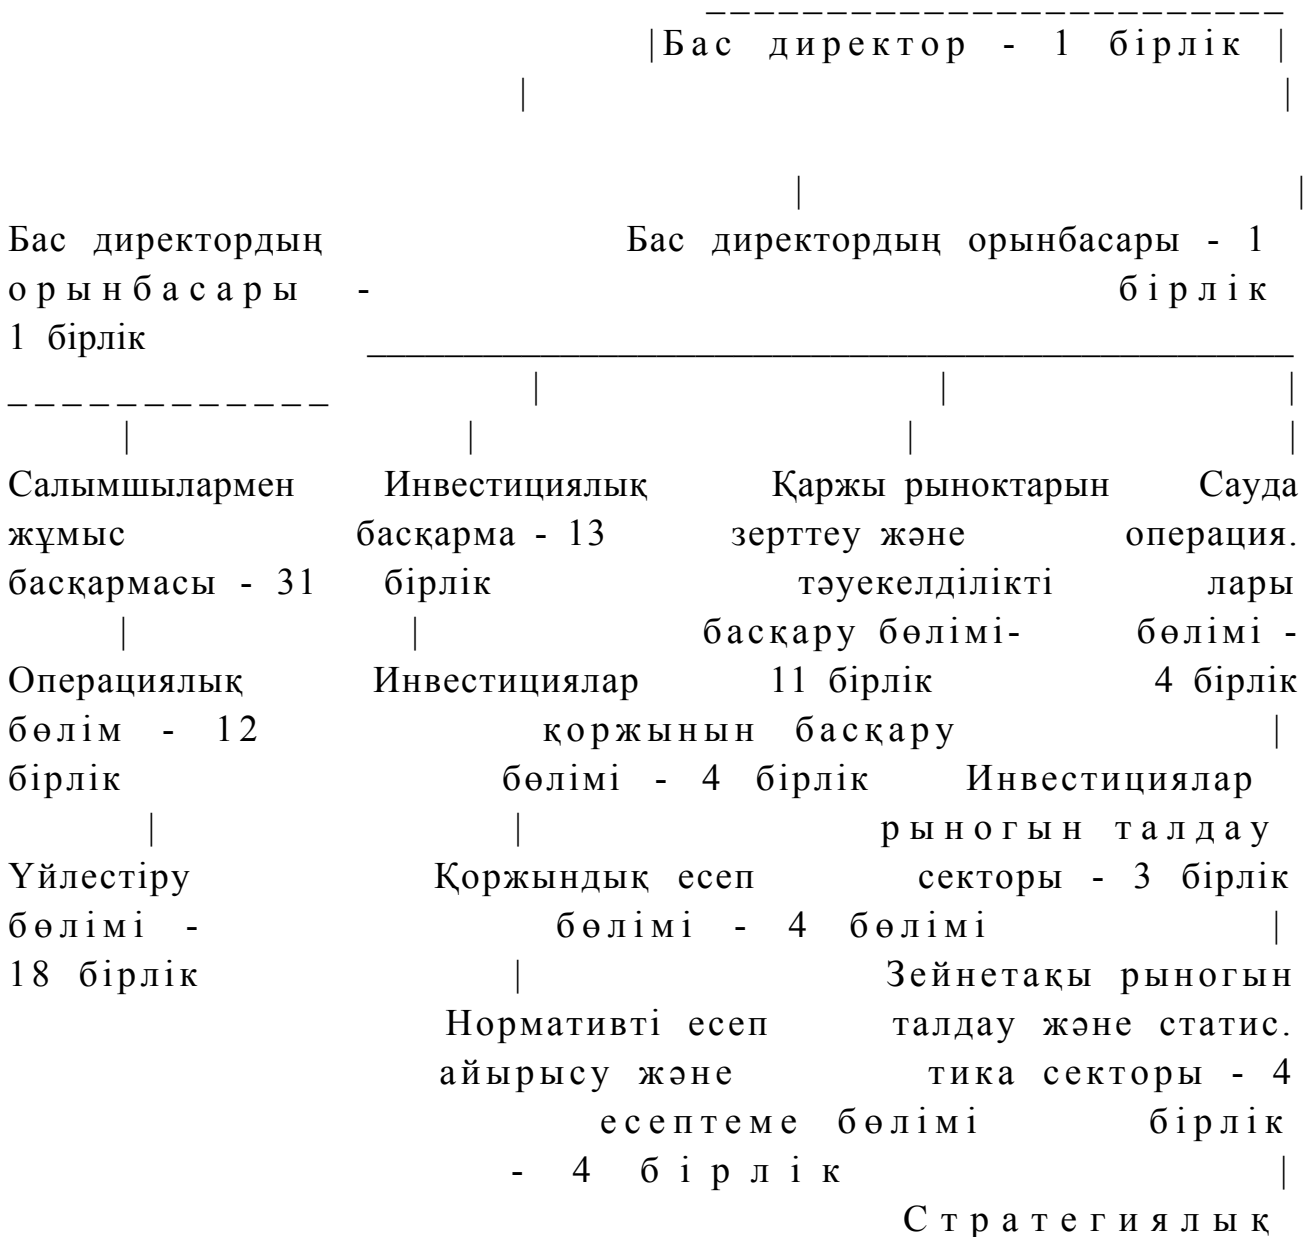 |Бас директор - 1 бірлік |
Бас директордың Бас директордың орынбасары - 1
орынбасары - бірлік
1 бірлік
Салымшылармен Инвестициялық Қаржы рыноктарын Сауда
жұмыс басқарма - 13 зерттеу және операция.
басқармасы - 31 бірлік тәуекелділікті лары
| | басқару бөлімі- бөлімі -
Операциялық Инвестициялар 11 бірлік 4 бірлік
бөлім - 12 қоржынын басқару |
бірлік бөлімі - 4 бірлік Инвестициялар
| | рыногын талдау
Үйлестіру Қоржындық есеп секторы - 3 бірлік
бөлімі - бөлімі - 4 бөлімі |
18 бірлік | Зейнетақы рыногын
Нормативті есеп талдау және статис.
айырысу және тика секторы - 4
есептеме бөлімі бірлік
- 4 бірлік |
Стратегиялық